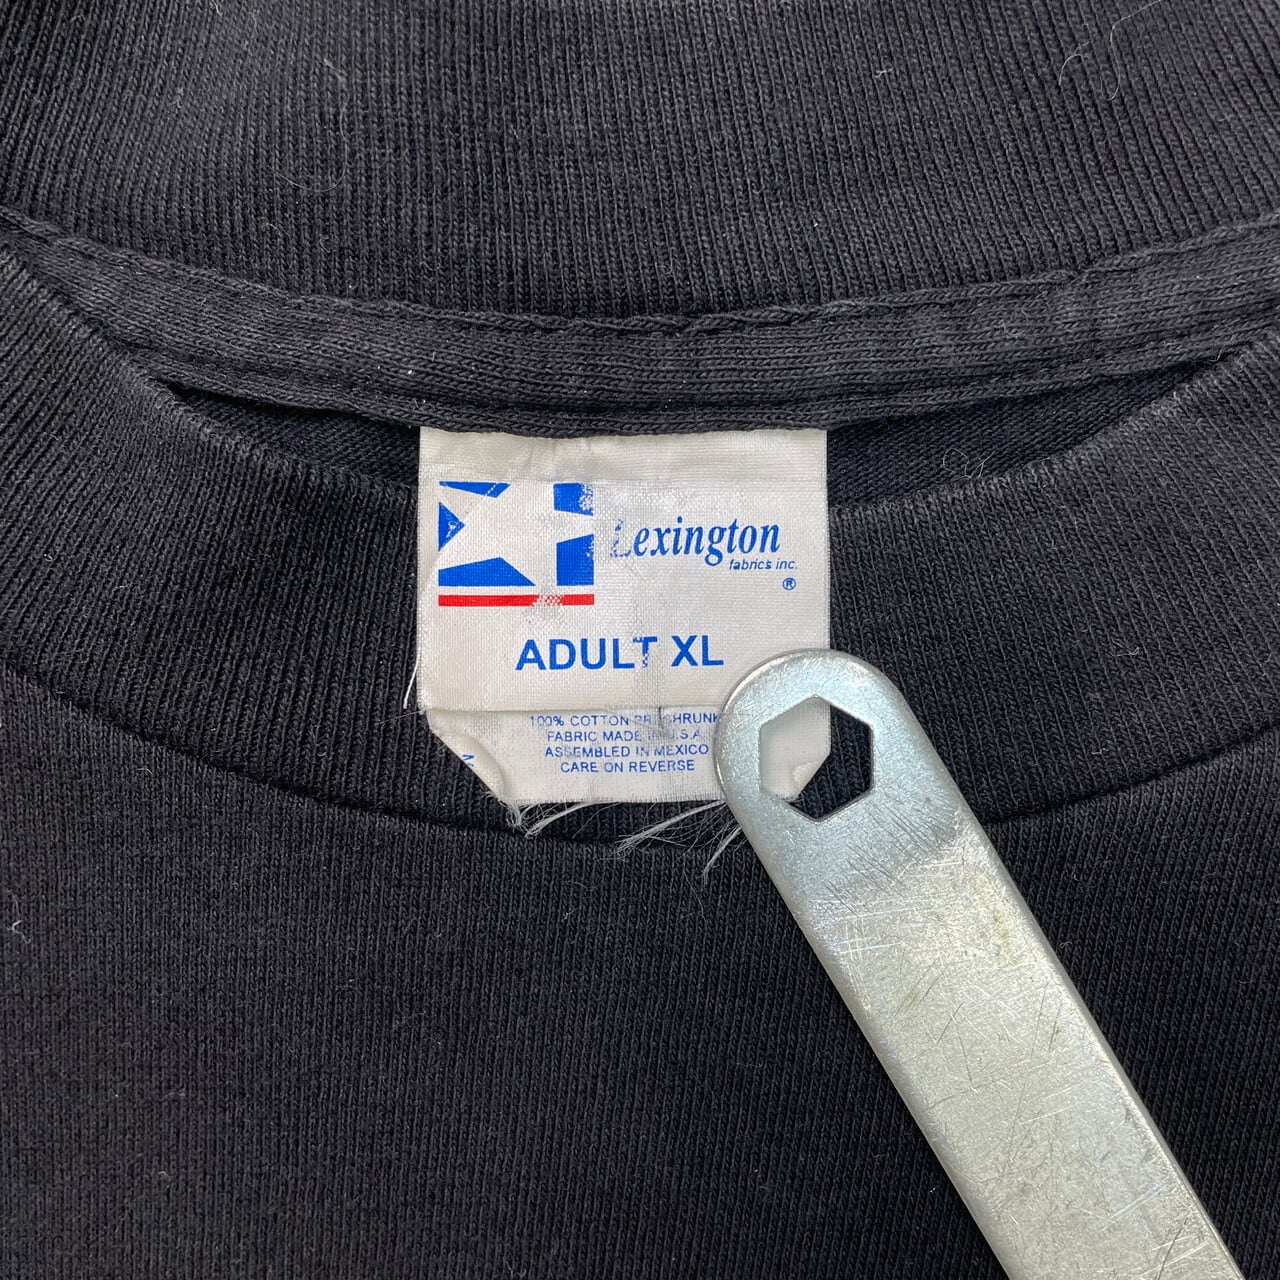 Lexington
fabrics inc.
®
ADULT XL
100% COTTON PRESHRUNK
FABRIC MADE IN U.S.A.
ASSEMBLED IN MEXICO
CARE ON REVERSE